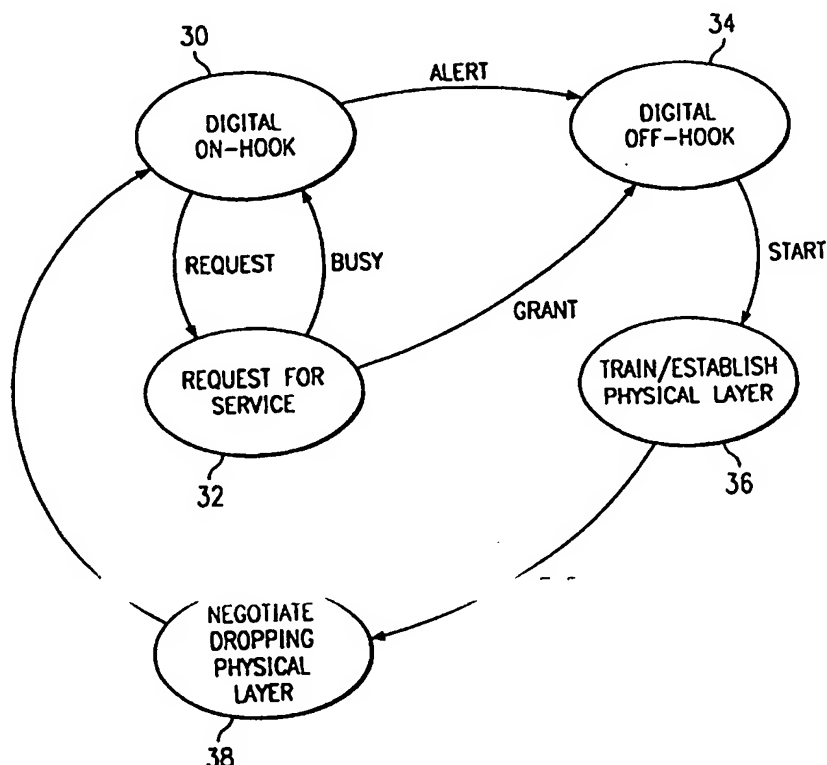 30
34
ALERT
DIGITAL
ON-HOOK
DIGITAL
OFF-HOOK
REQUEST
BUSY
START
GRANT
REQUEST FOR
SERVICE
TRAIN/ESTABLISH
PHYSICAL LAYER
32
36
NEGOTIATE
DROPPING
PHYSICAL
LAYER
38